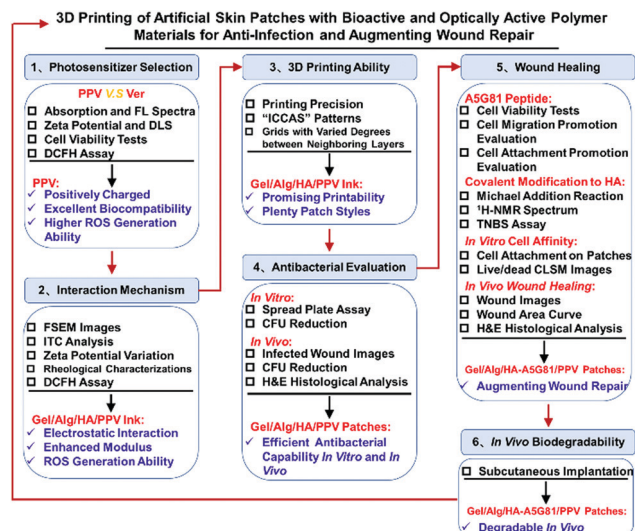 3D Printing of Artificial Skin Patches with Bioactive and Optically Active Polymer
Materials for Anti-Infection and Augmenting Wound Repair
1、Photosensitizer Selection
PPV V.S Ver
Absorption and FL Spectra
Zeta Potential and DLS
Cell Viability Tests
DCFH Assay
PPV:
Positively Charged
Excellent Biocompatibility
Higher ROS Generation
Ability
2、Interaction Mechanism
FSEM Images
ITC Analysis
Zeta Potential Variation
Rheological Characterizations
DCFH Assay
Gel/Alg/HA/PPV Ink:
Electrostatic Interaction
Enhanced Modulus
ROS Generation Ability
3、3D Printing Ability
Printing Precision
“ICCAS” Patterns
Grids with Varied Degrees
between Neighboring Layers
Gel/Alg/HA/PPV Ink:
Promising Printability
Plenty Patch Styles
4、Antibacterial Evaluation
In Vitro:
Spread Plate Assay
CFU Reduction
In Vivo:
Infected Wound Images
CFU Reduction
H&E Histological Analysis
Gel/Alg/HA/PPV Patches:
Efficient Antibacterial
Capability In Vitro and In
Vivo
5、Wound Healing
A5G81 Peptide:
Cell Viability Tests
Cell Migration Promotion
Evaluation
Cell Attachment Promotion
Evaluation
Covalent Modification to HA:
Michael Addition Reaction
¹H-NMR Spectrum
TNBS Assay
In Vitro Cell Affinity:
Cell Attachment on Patches
Live/dead CLSM Images
In Vivo Wound Healing:
Wound Images
Wound Area Curve
H&E Histological Analysis
Gel/Alg/HA-A5G81/PPV Patches:
Augmenting Wound Repair
6、In Vivo Biodegradability
Subcutaneous Implantation
Gel/Alg/HA-A5G81/PPV Patches:
Degradable In Vivo